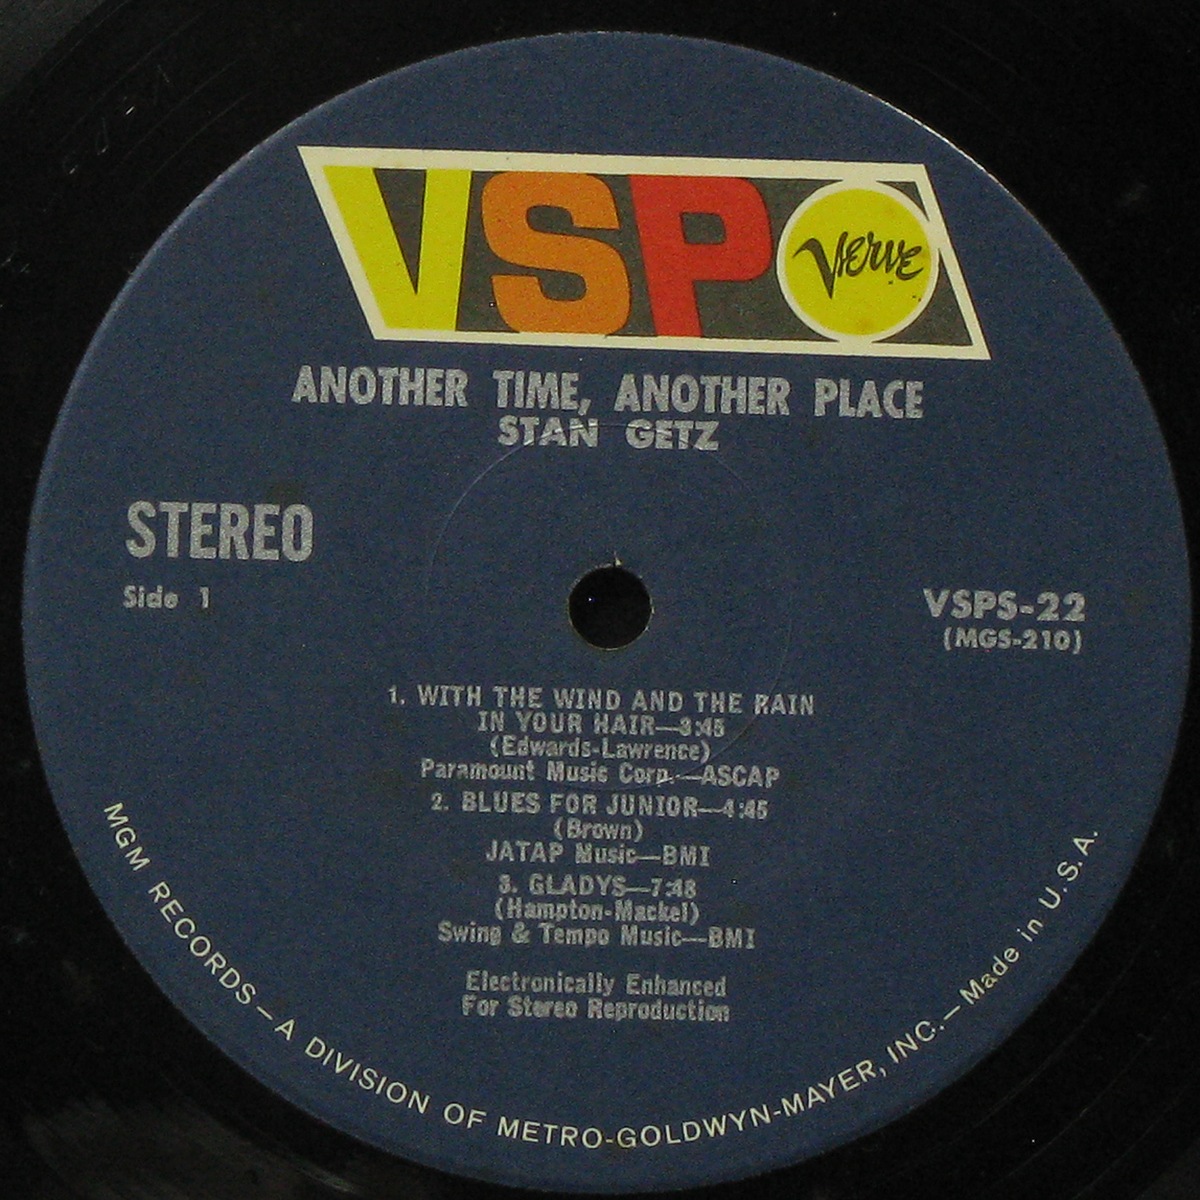 VSP
Verve
ANOTHER TIME, ANOTHER PLACE
STAN GETZ
STEREO
Side 1
VSPS-22
(MGS-210)
1. WITH THE WIND AND THE RAIN
IN YOUR HAIR—3:45
(Edwards-Lawrence)
Paramount Music Corp.—ASCAP
2. BLUES FOR JUNIOR—4:45
(Brown)
JATAP Music—BMI
3. GLADYS—7:48
(Hampton-Mackel)
Swing & Tempo Music—BMI
Electronically Enhanced
For Stereo Reproduction
MGM RECORDS — A DIVISION OF METRO-GOLDWYN-MAYER, INC. — Made in U.S.A.